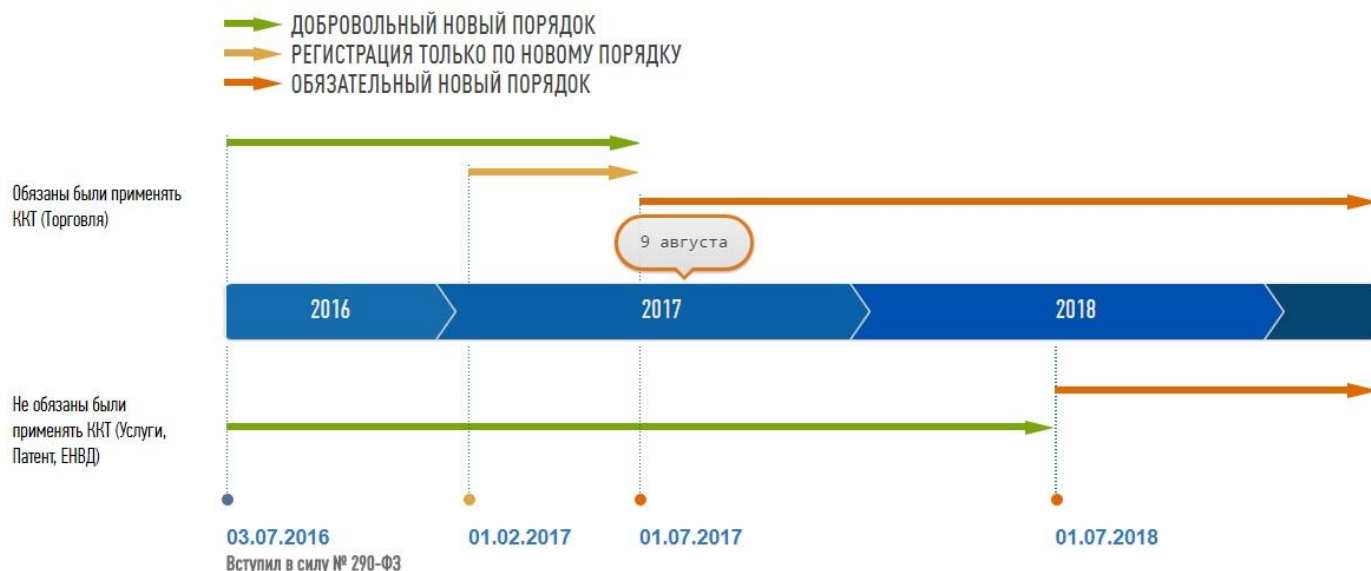 ДОБРОВОЛЬНЫЙ НОВЫЙ ПОРЯДОК
РЕГИСТРАЦИЯ ТОЛЬКО ПО НОВОМУ ПОРЯДКУ
ОБЯЗАТЕЛЬНЫЙ НОВЫЙ ПОРЯДОК
Обязаны были применять
ККТ (Торговля)
9 августа
2016
2017
2018
Не обязаны были
применять ККТ (Услуги,
Патент, ЕНВД)
03.07.2016
01.02.2017
01.07.2017
01.07.2018
Вступил в силу № 290-ФЗ